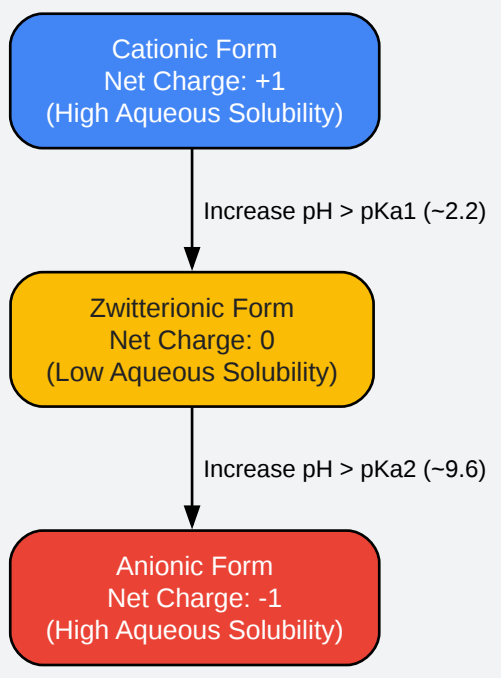 Cationic Form
Net Charge: +1
(High Aqueous Solubility)
Increase pH > pKa1 (~2.2)
Zwitterionic Form
Net Charge: 0
(Low Aqueous Solubility)
Increase pH > pKa2 (~9.6)
Anionic Form
Net Charge: -1
(High Aqueous Solubility)